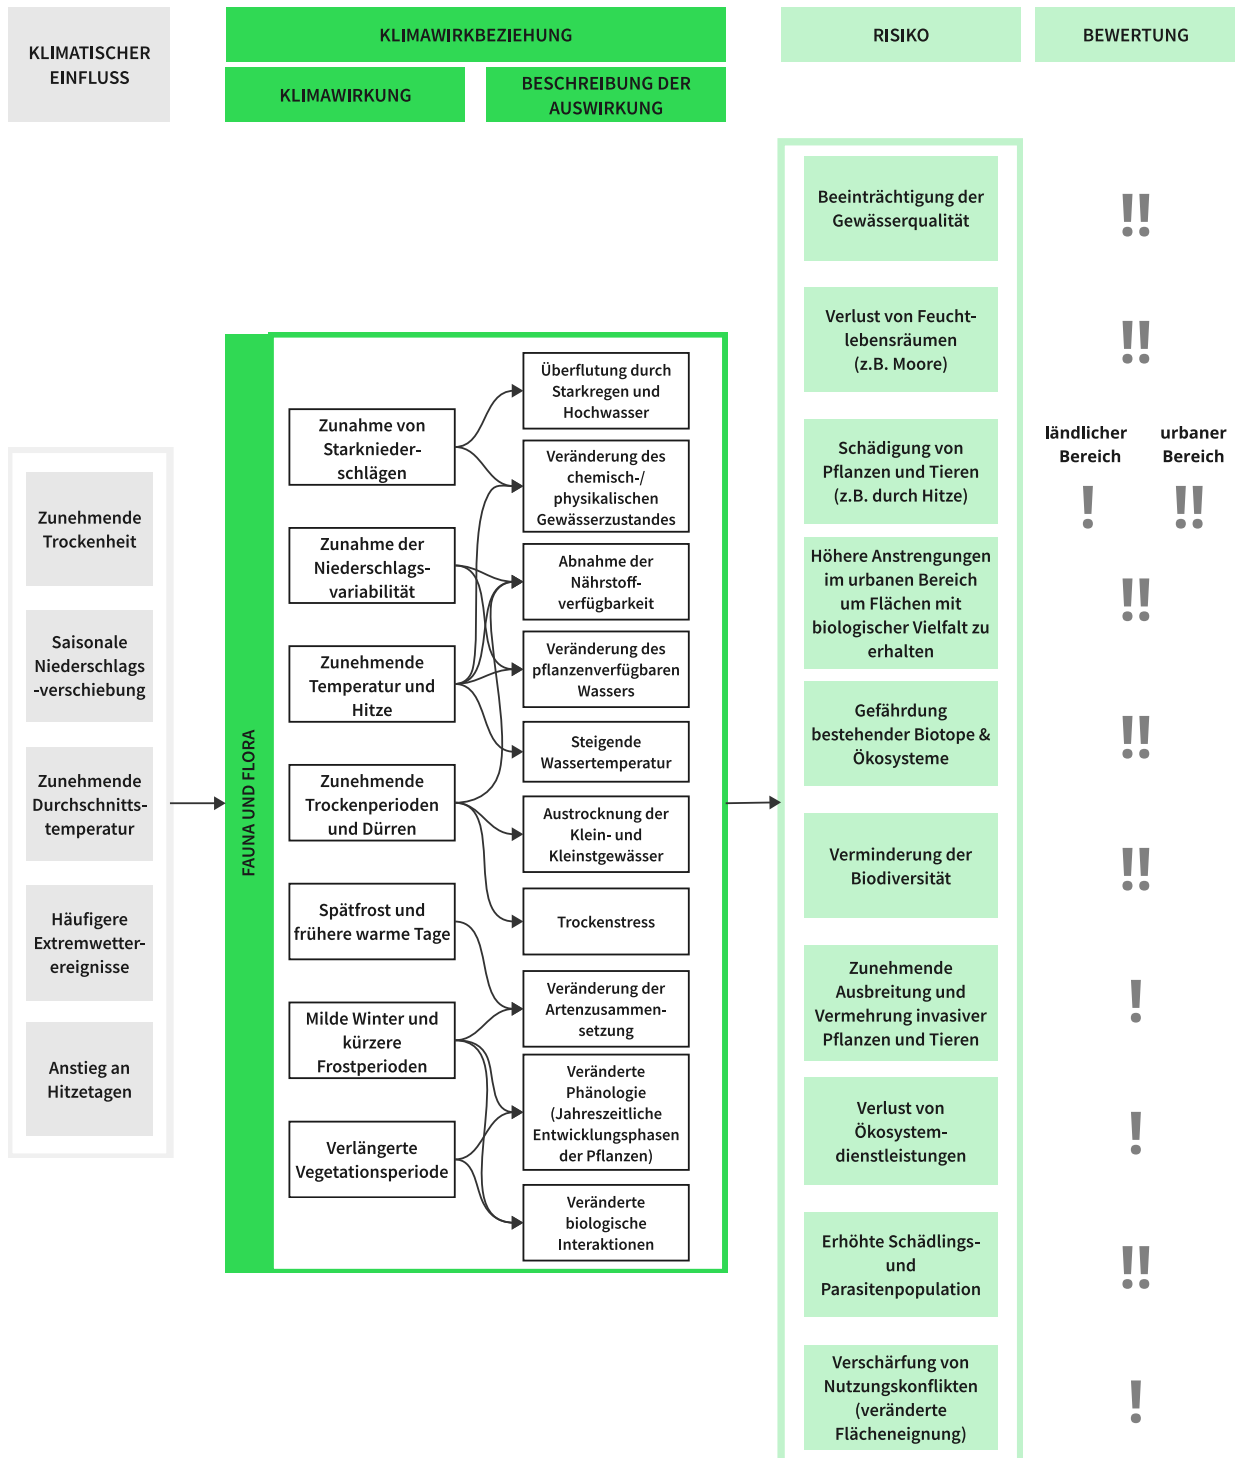 KLIMATISCHER
EINFLUSS
KLIMAWIRKBEZIEHUNG
KLIMAWIRKUNG
BESCHREIBUNG DER
AUSWIRKUNG
RISIKO
BEWERTUNG
Zunehmende
Trockenheit
Saisonale
Niederschlags
-verschiebung
Zunehmende
Durchschnitts-
temperatur
Häufigere
Extremwetter-
ereignisse
Anstieg an
Hitzetagen
FAUNA UND FLORA
Zunahme von
Starknieder-
schlägen
Zunahme der
Niederschlags-
variabilität
Zunehmende
Temperatur und
Hitze
Zunehmende
Trockenperioden
und Dürren
Spätfrost und
frühere warme Tage
Milde Winter und
kürzere
Frostperioden
Verlängerte
Vegetationsperiode
Überflutung durch
Starkregen und
Hochwasser
Veränderung des
chemisch-/
physikalischen
Gewässerzustandes
Abnahme der
Nährstoff-
verfügbarkeit
Veränderung des
pflanzenverfügbaren
Wassers
Steigende
Wassertemperatur
Austrocknung der
Klein- und
Kleinstgewässer
Trockenstress
Veränderung der
Artenzusammen-
setzung
Veränderte
Phänologie
(Jahreszeitliche
Entwicklungsphasen
der Pflanzen)
Veränderte
biologische
Interaktionen
Beeinträchtigung der
Gewässerqualität
!!
Verlust von Feucht-
lebensräumen
(z.B. Moore)
!!
Schädigung von
Pflanzen und Tieren
(z.B. durch Hitze)
ländlicher
Bereich
!
urbaner
Bereich
!!
Höhere Anstrengungen
im urbanen Bereich
um Flächen mit
biologischer Vielfalt zu
erhalten
!!
Gefährdung
bestehender Biotope &
Ökosysteme
!!
Verminderung der
Biodiversität
!!
Zunehmende
Ausbreitung und
Vermehrung invasiver
Pflanzen und Tieren
!
Verlust von
Ökosystem-
dienstleistungen
!
Erhöhte Schädlings-
und
Parasitenpopulation
!!
Verschärfung von
Nutzungskonflikten
(veränderte
Flächeneignung)
!